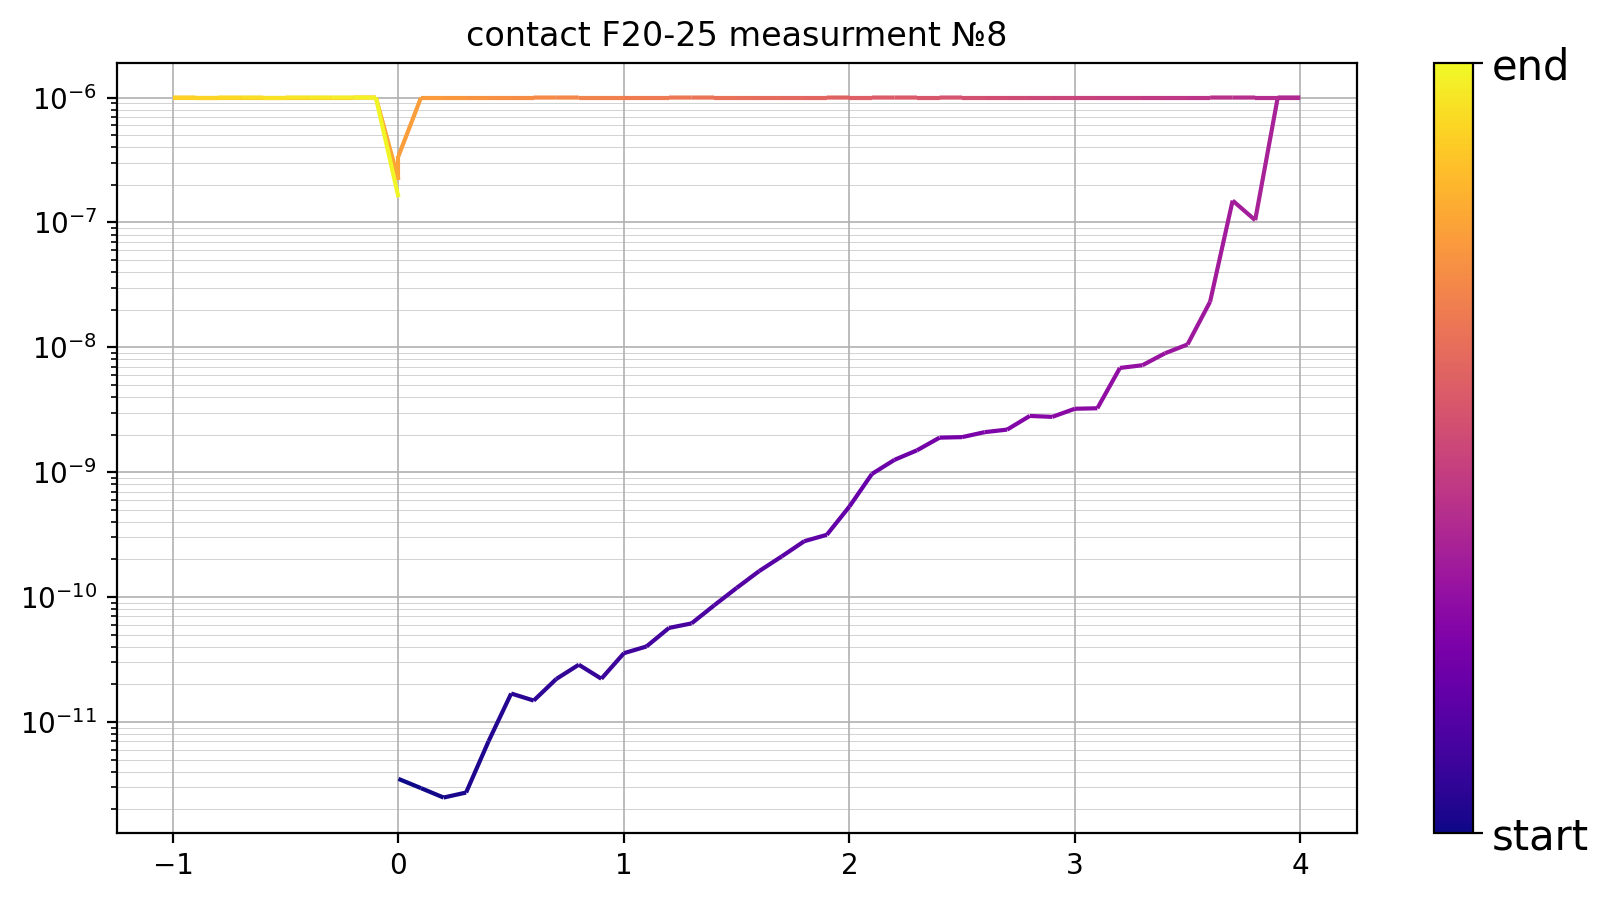 contact F20-25 measurment №8
10⁻⁶
10⁻⁷
10⁻⁸
10⁻⁹
10⁻¹⁰
10⁻¹¹
−1 0 1 2 3 4
end
start